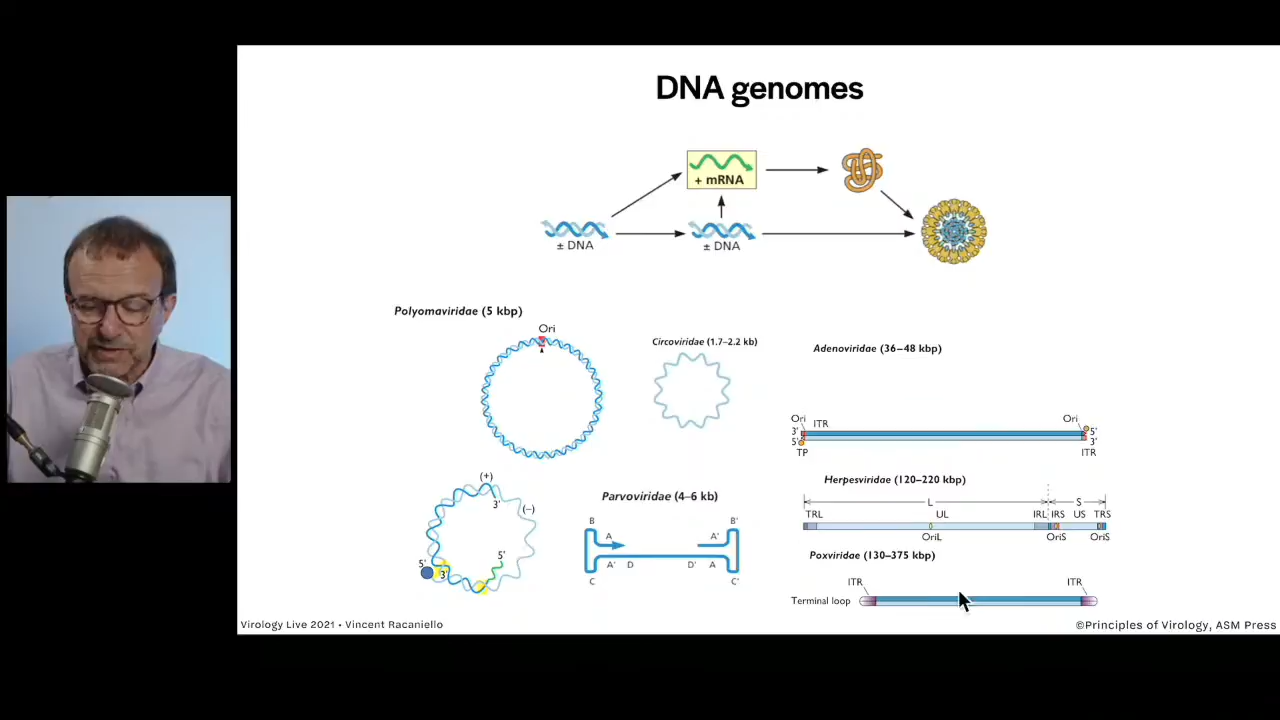 DNA genomes
+ mRNA
± DNA
± DNA
Polyomaviridae (5 kbp)
Ori
Circoviridae (1.7–2.2 kb)
Adenoviridae (36–48 kbp)
Ori
ITR
Ori
3'
5'
5'
3'
TP
ITR
Herpesviridae (120–220 kbp)
L
S
TRL
UL
IRL
IRS
US
TRS
OriL
OriS
OriS
(+)
3'
(–)
5'
5'
3'
Parvoviridae (4–6 kb)
B
B'
A
A'
A'
D
D'
A
C
C'
Poxviridae (130–375 kbp)
ITR
ITR
Terminal loop
Virology Live 2021 • Vincent Racaniello
©Principles of Virology, ASM Press